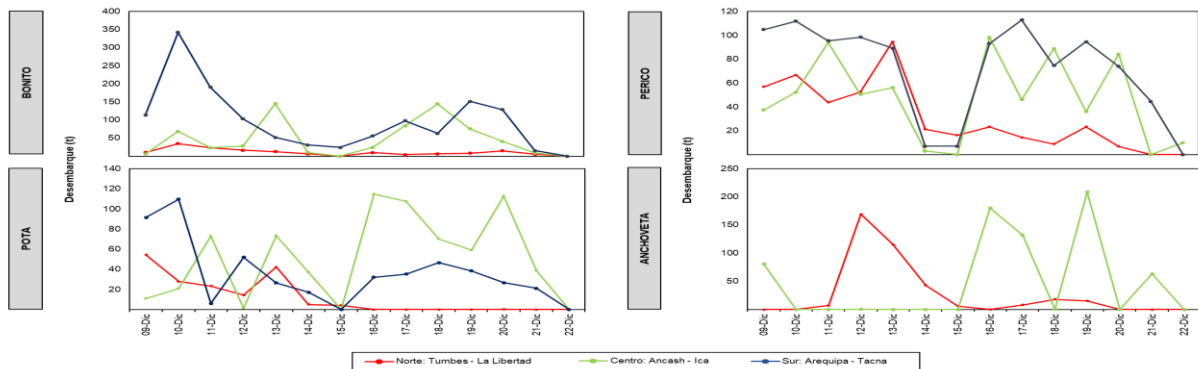 BONITO
Desembarque (t)
400
350
300
250
200
150
100
50
PERICO
Desembarque (t)
120
100
80
60
40
20
POTA
140
120
100
80
60
40
20
09-Dic
10-Dic
11-Dic
12-Dic
13-Dic
14-Dic
15-Dic
16-Dic
17-Dic
18-Dic
19-Dic
20-Dic
21-Dic
22-Dic
ANCHOVETA
250
200
150
100
50
09-Dic
10-Dic
11-Dic
12-Dic
13-Dic
14-Dic
15-Dic
16-Dic
17-Dic
18-Dic
19-Dic
20-Dic
21-Dic
22-Dic
Norte: Tumbes - La Libertad Centro: Ancash - Ica Sur: Arequipa - Tacna